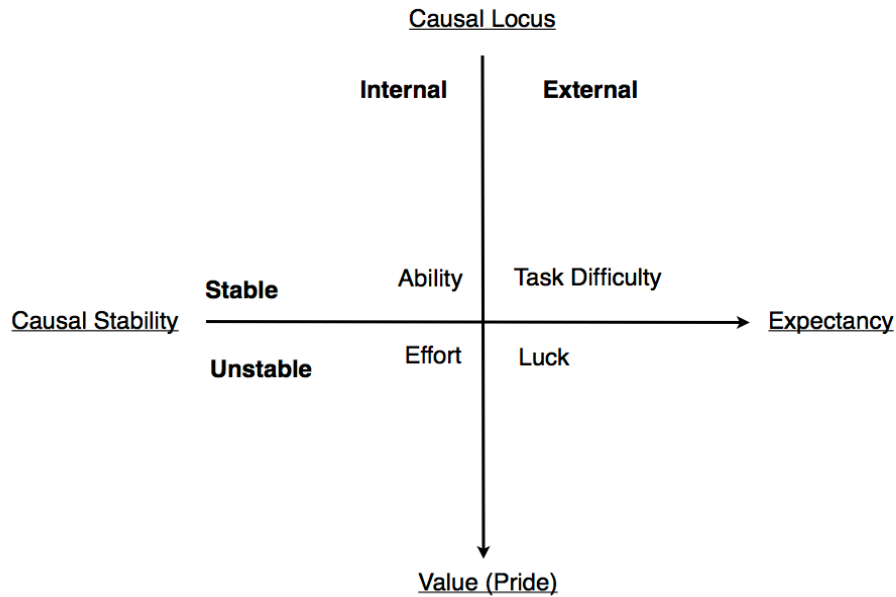 Causal Locus
Internal External
Ability Task Difficulty
Stable
Causal Stability Expectancy
Effort Luck
Unstable
Value (Pride)